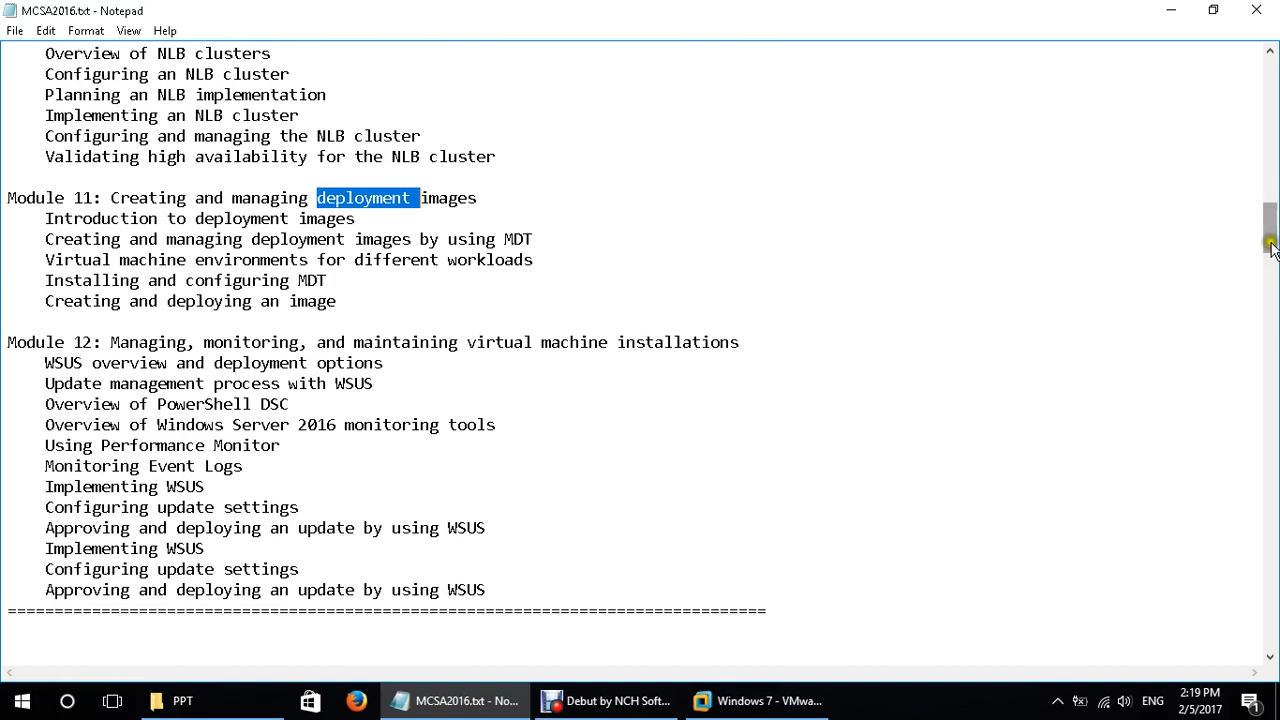 MCSA2016.txt - Notepad
File Edit Format View Help
Overview of NLB clusters
Configuring an NLB cluster
Planning an NLB implementation
Implementing an NLB cluster
Configuring and managing the NLB cluster
Validating high availability for the NLB cluster
Module 11: Creating and managing deployment images
Introduction to deployment images
Creating and managing deployment images by using MDT
Virtual machine environments for different workloads
Installing and configuring MDT
Creating and deploying an image
Module 12: Managing, monitoring, and maintaining virtual machine installations
WSUS overview and deployment options
Update management process with WSUS
Overview of PowerShell DSC
Overview of Windows Server 2016 monitoring tools
Using Performance Monitor
Monitoring Event Logs
Implementing WSUS
Configuring update settings
Approving and deploying an update by using WSUS
Implementing WSUS
Configuring update settings
Approving and deploying an update by using WSUS
=================================================================================
PPT MCSA2016.txt - No... Debut by NCH Soft... Windows 7 - VMwa... ENG 2:19 PM
2/5/2017 1